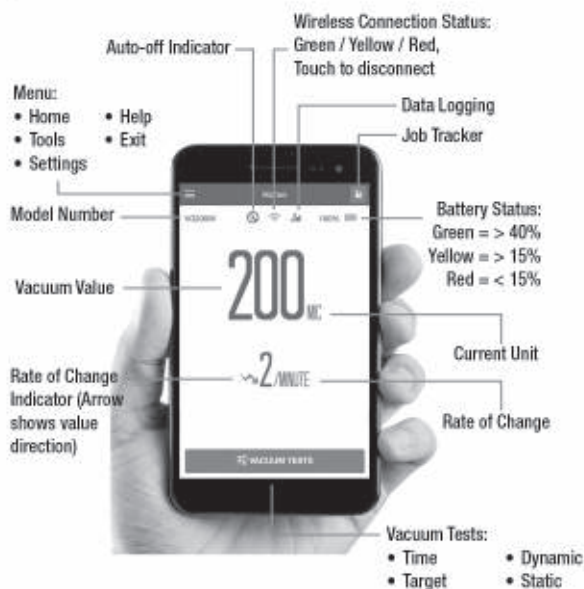 Wireless Connection Status:
Green / Yellow / Red,
Touch to disconnect
Auto-off Indicator
Data Logging
Job Tracker
Menu:
• Home • Help
• Tools • Exit
• Settings
Model Number
100%
Battery Status:
Green = > 40%
Yellow = > 15%
Red = < 15%
Vacuum Value
200 MIC
Current Unit
Rate of Change
Indicator (Arrow
shows value
direction)
2/MINUTE
Rate of Change
VACUUM TESTS
Vacuum Tests:
• Time • Dynamic
• Target • Static